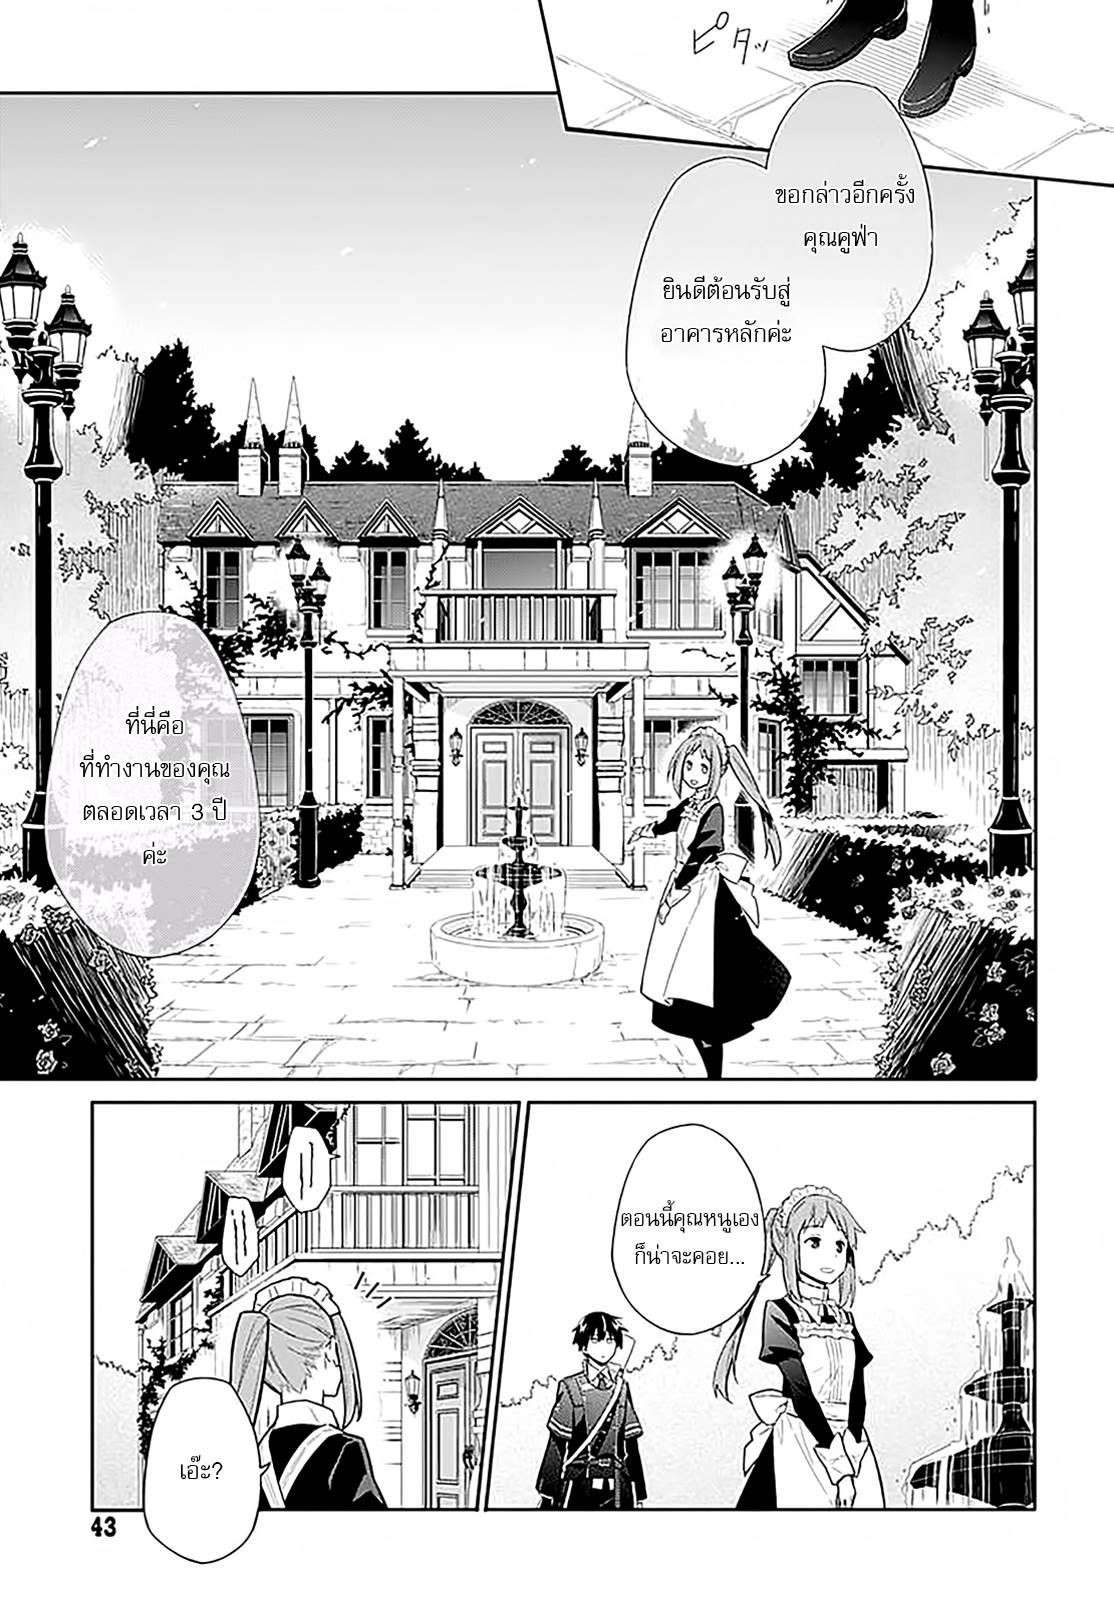 ピタッ
ขอกล่าวอีกครั้ง
คุณคูฟ่า
ยินดีต้อนรับสู่
อาคารหลักค่ะ
ที่นี่คือ
ที่ทำงานของคุณ
ตลอดเวลา 3 ปี
ค่ะ
ตอนนี้คุณหนูเอง
ก็น่าจะคอย...
เอ๊ะ?
43